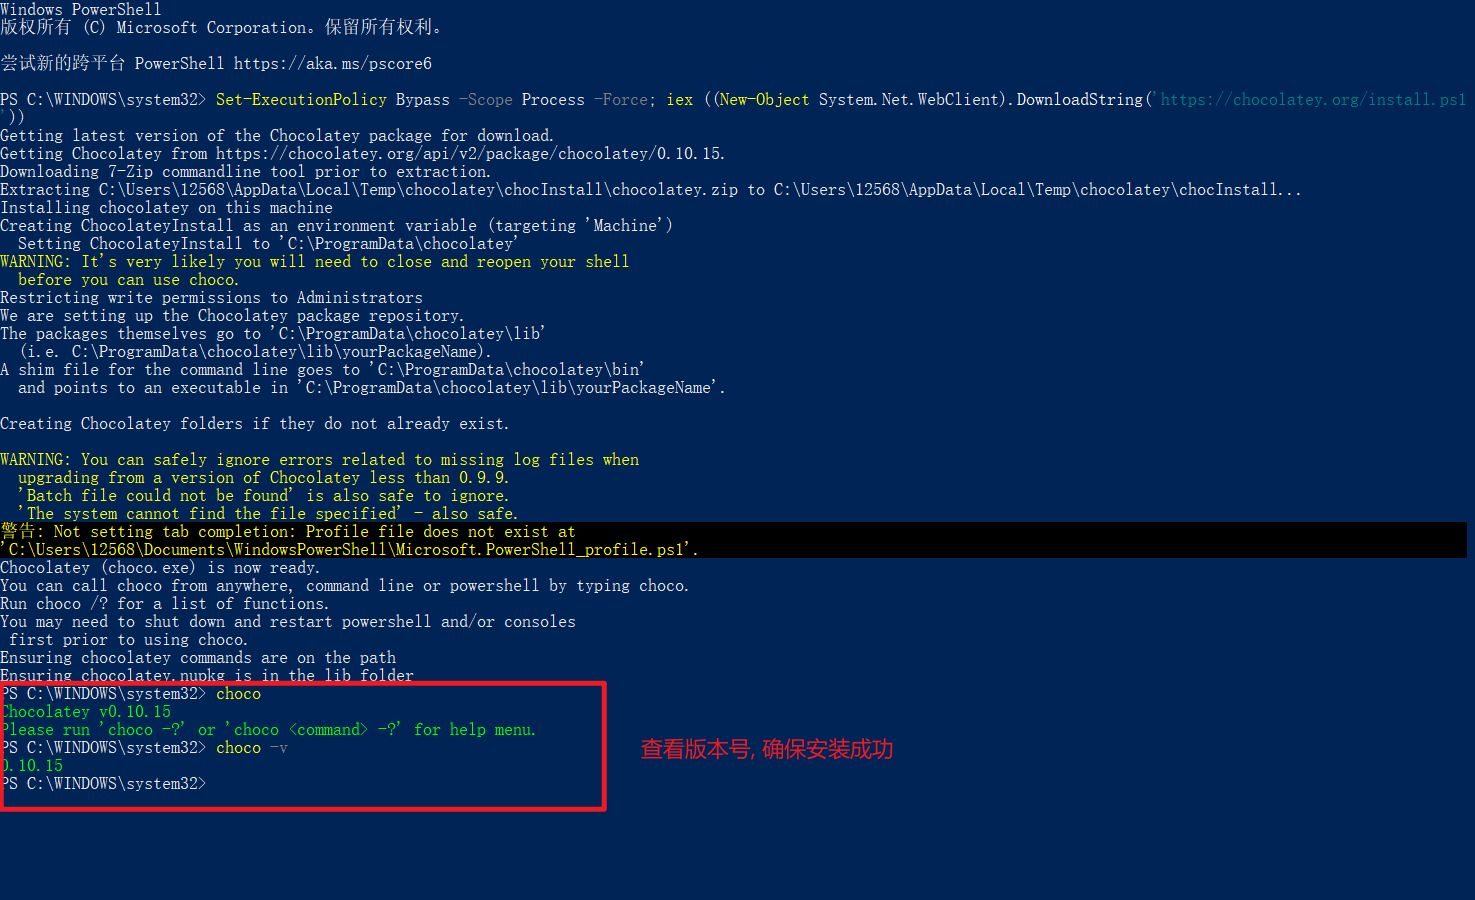 Windows PowerShell
版权所有 (C) Microsoft Corporation。保留所有权利。
尝试新的跨平台 PowerShell https://aka.ms/pscore6
PS C:\WINDOWS\system32> Set-ExecutionPolicy Bypass -Scope Process -Force; iex ((New-Object System.Net.WebClient).DownloadString('https://chocolatey.org/install.ps1
'))
Getting latest version of the Chocolatey package for download.
Getting Chocolatey from https://chocolatey.org/api/v2/package/chocolatey/0.10.15.
Downloading 7-Zip commandline tool prior to extraction.
Extracting C:\Users\12568\AppData\Local\Temp\chocolatey\chocInstall\chocolatey.zip to C:\Users\12568\AppData\Local\Temp\chocolatey\chocInstall...
Installing chocolatey on this machine
Creating ChocolateyInstall as an environment variable (targeting 'Machine')
  Setting ChocolateyInstall to 'C:\ProgramData\chocolatey'
WARNING: It's very likely you will need to close and reopen your shell
  before you can use choco.
Restricting write permissions to Administrators
We are setting up the Chocolatey package repository.
The packages themselves go to 'C:\ProgramData\chocolatey\lib'
  (i.e. C:\ProgramData\chocolatey\lib\yourPackageName).
A shim file for the command line goes to 'C:\ProgramData\chocolatey\bin'
  and points to an executable in 'C:\ProgramData\chocolatey\lib\yourPackageName'.
Creating Chocolatey folders if they do not already exist.
WARNING: You can safely ignore errors related to missing log files when
  upgrading from a version of Chocolatey less than 0.9.9.
  'Batch file could not be found' is also safe to ignore.
  'The system cannot find the file specified' - also safe.
警告: Not setting tab completion: Profile file does not exist at
'C:\Users\12568\Documents\WindowsPowerShell\Microsoft.PowerShell_profile.ps1'.
Chocolatey (choco.exe) is now ready.
You can call choco from anywhere, command line or powershell by typing choco.
Run choco /? for a list of functions.
You may need to shut down and restart powershell and/or consoles
 first prior to using choco.
Ensuring chocolatey commands are on the path
Ensuring chocolatey.nupkg is in the lib folder
PS C:\WINDOWS\system32> choco
Chocolatey v0.10.15
Please run 'choco -?' or 'choco <command> -?' for help menu.
PS C:\WINDOWS\system32> choco -v
0.10.15
PS C:\WINDOWS\system32>
查看版本号, 确保安装成功